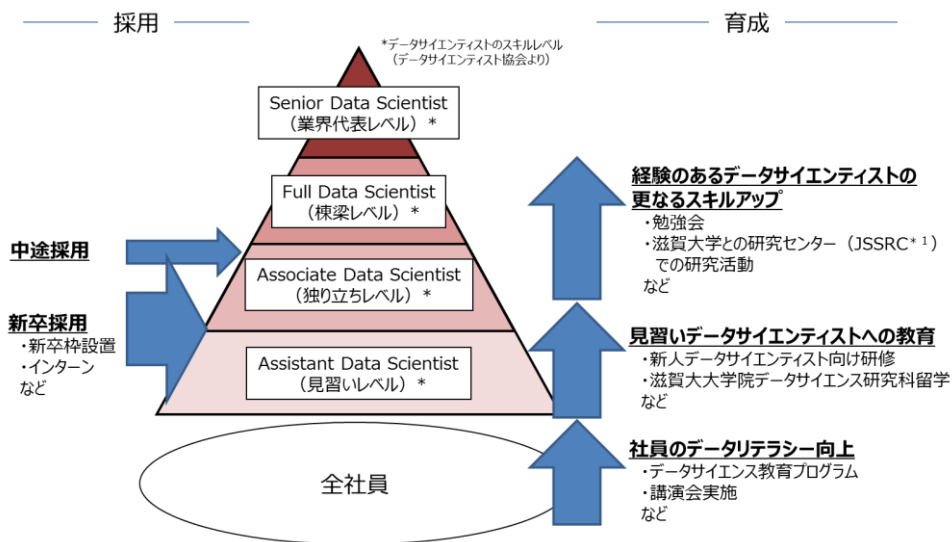 採用
育成
*データサイエンティストのスキルレベル
（データサイエンティスト協会より）
Senior Data Scientist
（業界代表レベル）*
Full Data Scientist
（棟梁レベル）*
Associate Data Scientist
（独り立ちレベル）*
Assistant Data Scientist
（見習いレベル）*
全社員
中途採用
新卒採用
・新卒枠設置
・インターン
など
経験のあるデータサイエンティストの
更なるスキルアップ
・勉強会
・滋賀大学との研究センター（JSSRC*¹）
での研究活動
など
見習いデータサイエンティストへの教育
・新人データサイエンティスト向け研修
・滋賀大大学院データサイエンス研究科留学
など
社員のデータリテラシー向上
・データサイエンス教育プログラム
・講演会実施
など